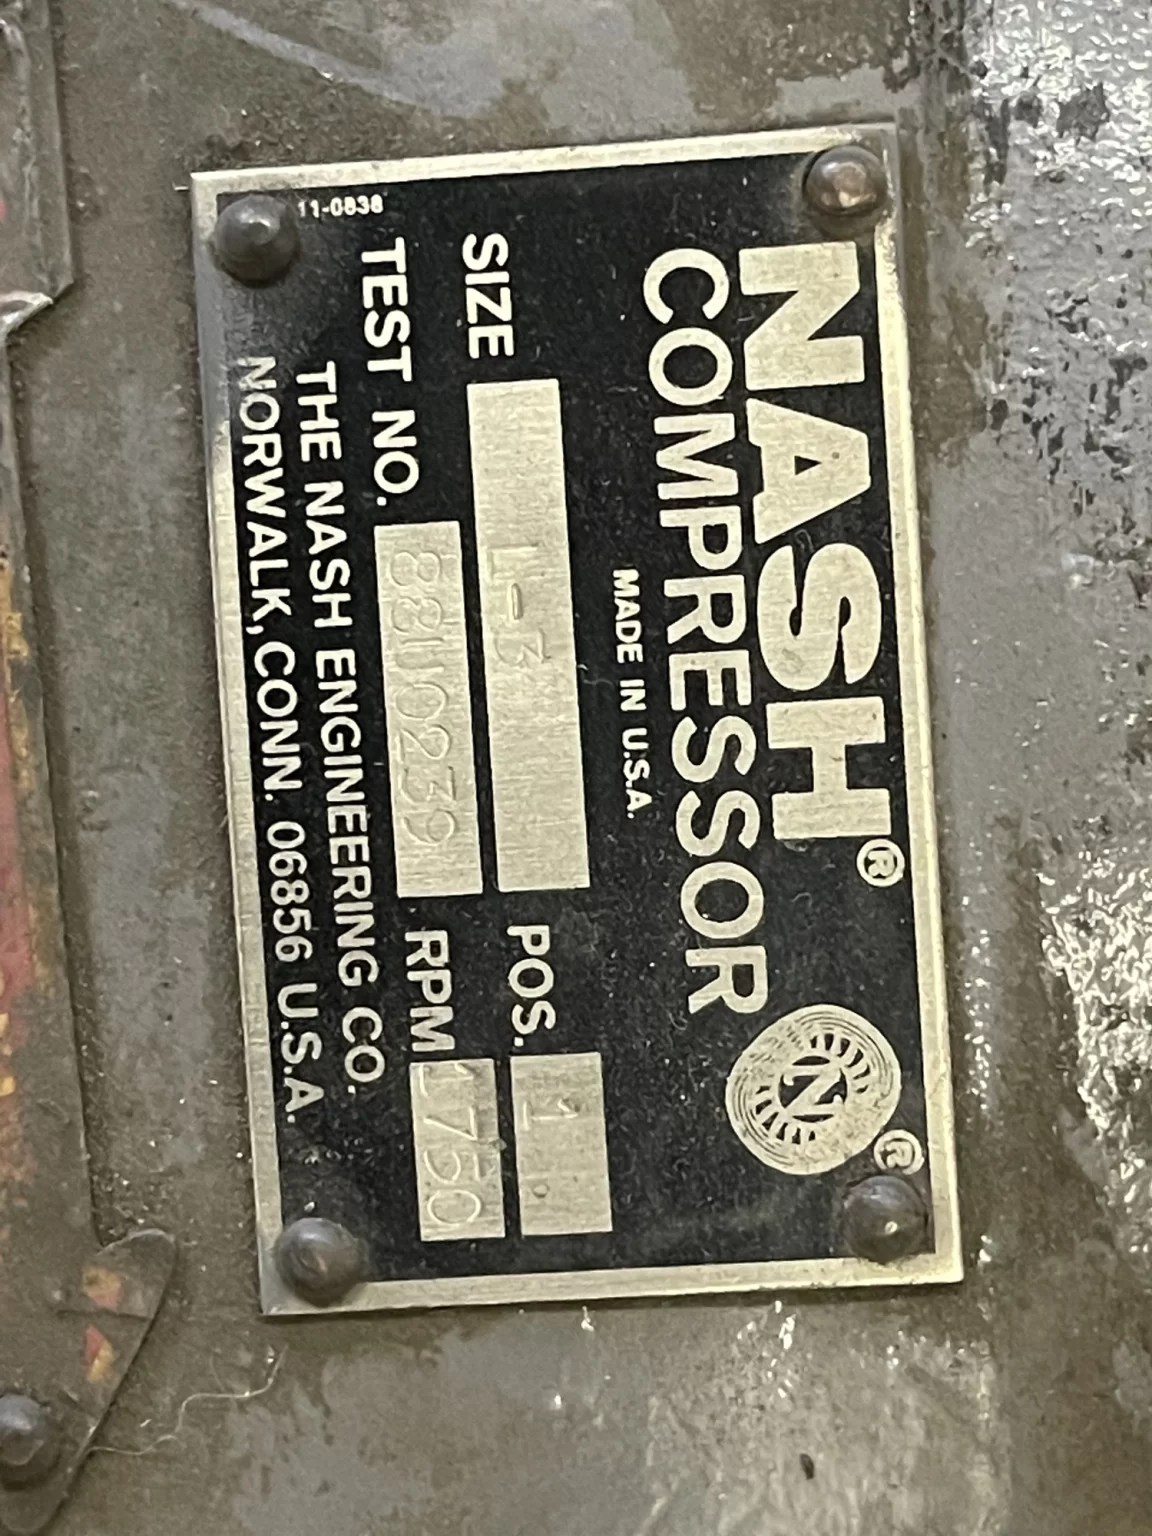 NASH®
COMPRESSOR
N ®
MADE IN U.S.A.
SIZE L-3 POS. 1
TEST NO. 88U0239 RPM 1750
THE NASH ENGINEERING CO.
NORWALK, CONN. 06856 U.S.A.
11-0838